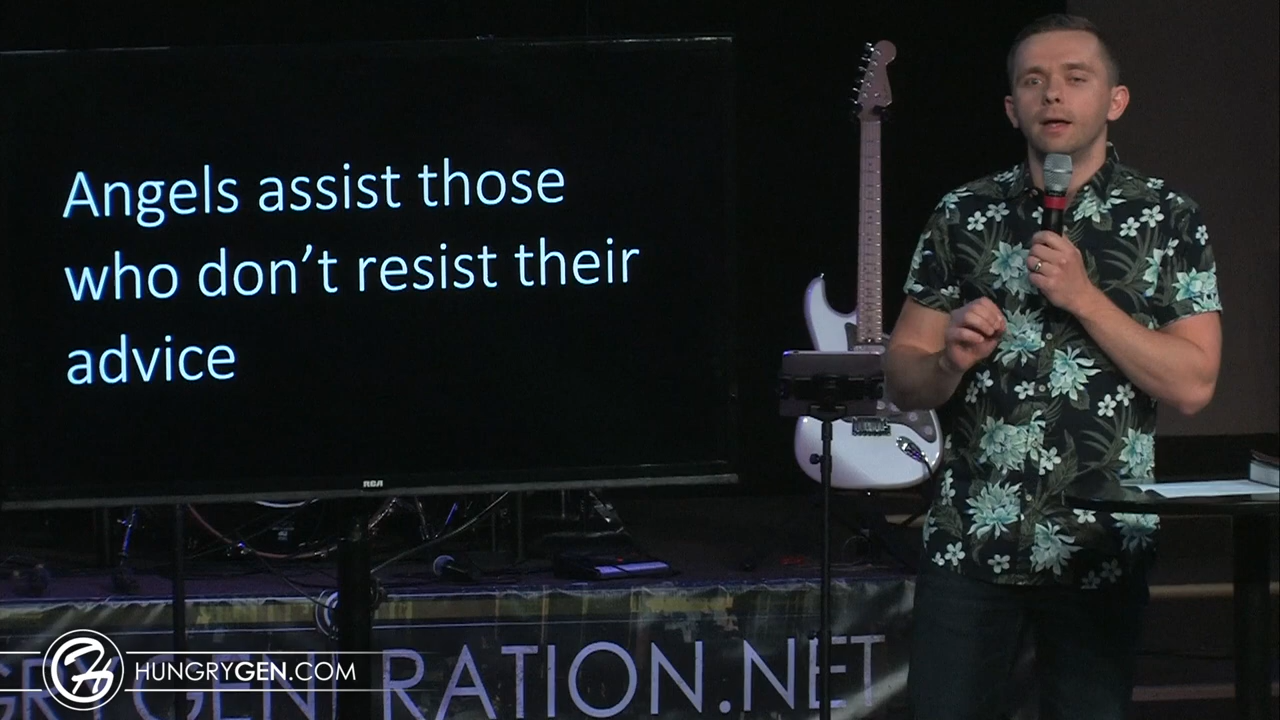 Angels assist those
who don’t resist their
advice
RCA
HUNGRYGEN.COM
RATION.NET